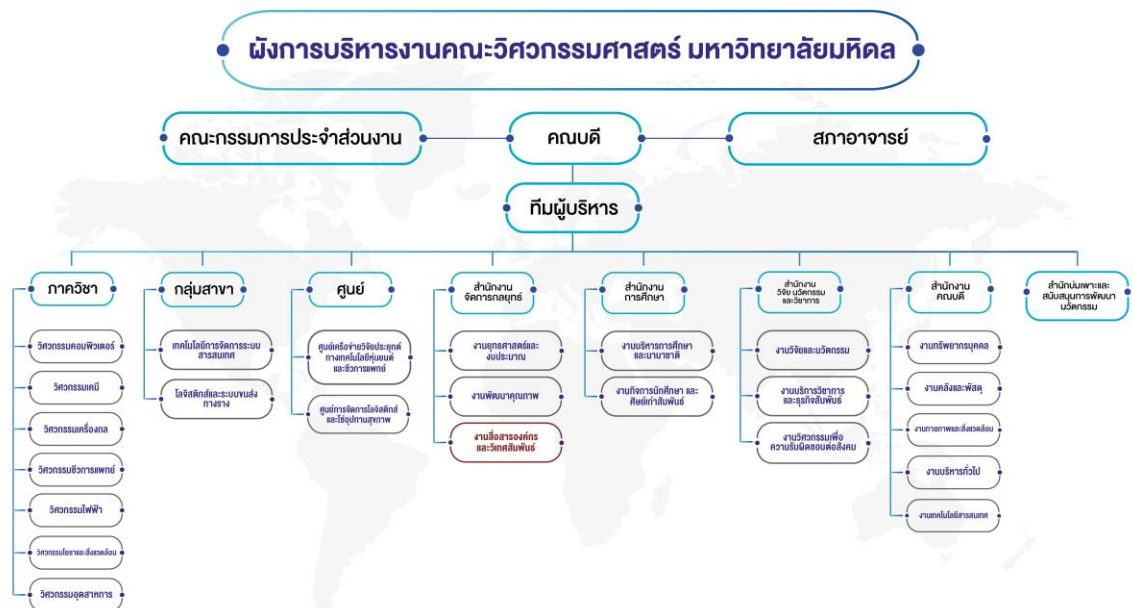 ผังการบริหารงานคณะวิศวกรรมศาสตร์ มหาวิทยาลัยมหิดล
คณะกรรมการประจำส่วนงาน
คณบดี
สภาอาจารย์
ทีมผู้บริหาร
ภาควิชา
วิศวกรรมคอมพิวเตอร์
วิศวกรรมเคมี
วิศวกรรมเครื่องกล
วิศวกรรมชีวการแพทย์
วิศวกรรมไฟฟ้า
วิศวกรรมโยธาและสิ่งแวดล้อม
วิศวกรรมอุตสาหการ
กลุ่มสาขา
เทคโนโลยีการจัดการระบบ
สารสนเทศ
โลจิสติกส์และระบบขนส่ง
ทางราง
ศูนย์
ศูนย์เครือข่ายวิจัยประยุกต์
ทางเทคโนโลยีหุ่นยนต์
และชีวการแพทย์
ศูนย์การจัดการโลจิสติกส์
และโซ่อุปทานสุขภาพ
สำนักงาน
จัดการกลยุทธ์
งานยุทธศาสตร์และ
งบประมาณ
งานพัฒนาคุณภาพ
งานสื่อสารองค์กร
และวิเทศสัมพันธ์
สำนักงาน
การศึกษา
งานบริหารการศึกษา
และนานาชาติ
งานกิจการนักศึกษา และ
ศิษย์เก่าสัมพันธ์
สำนักงาน
วิจัย นวัตกรรม
และวิชาการ
งานวิจัยและนวัตกรรม
งานบริการวิชาการ
และธุรกิจสัมพันธ์
งานวิศวกรรมเพื่อ
ความรับผิดชอบต่อสังคม
สำนักงาน
คณบดี
งานทรัพยากรบุคคล
งานคลังและพัสดุ
งานกายภาพและสิ่งแวดล้อม
งานบริหารทั่วไป
งานเทคโนโลยีสารสนเทศ
สำนักบ่มเพาะและ
สนับสนุนการพัฒนา
นวัตกรรม